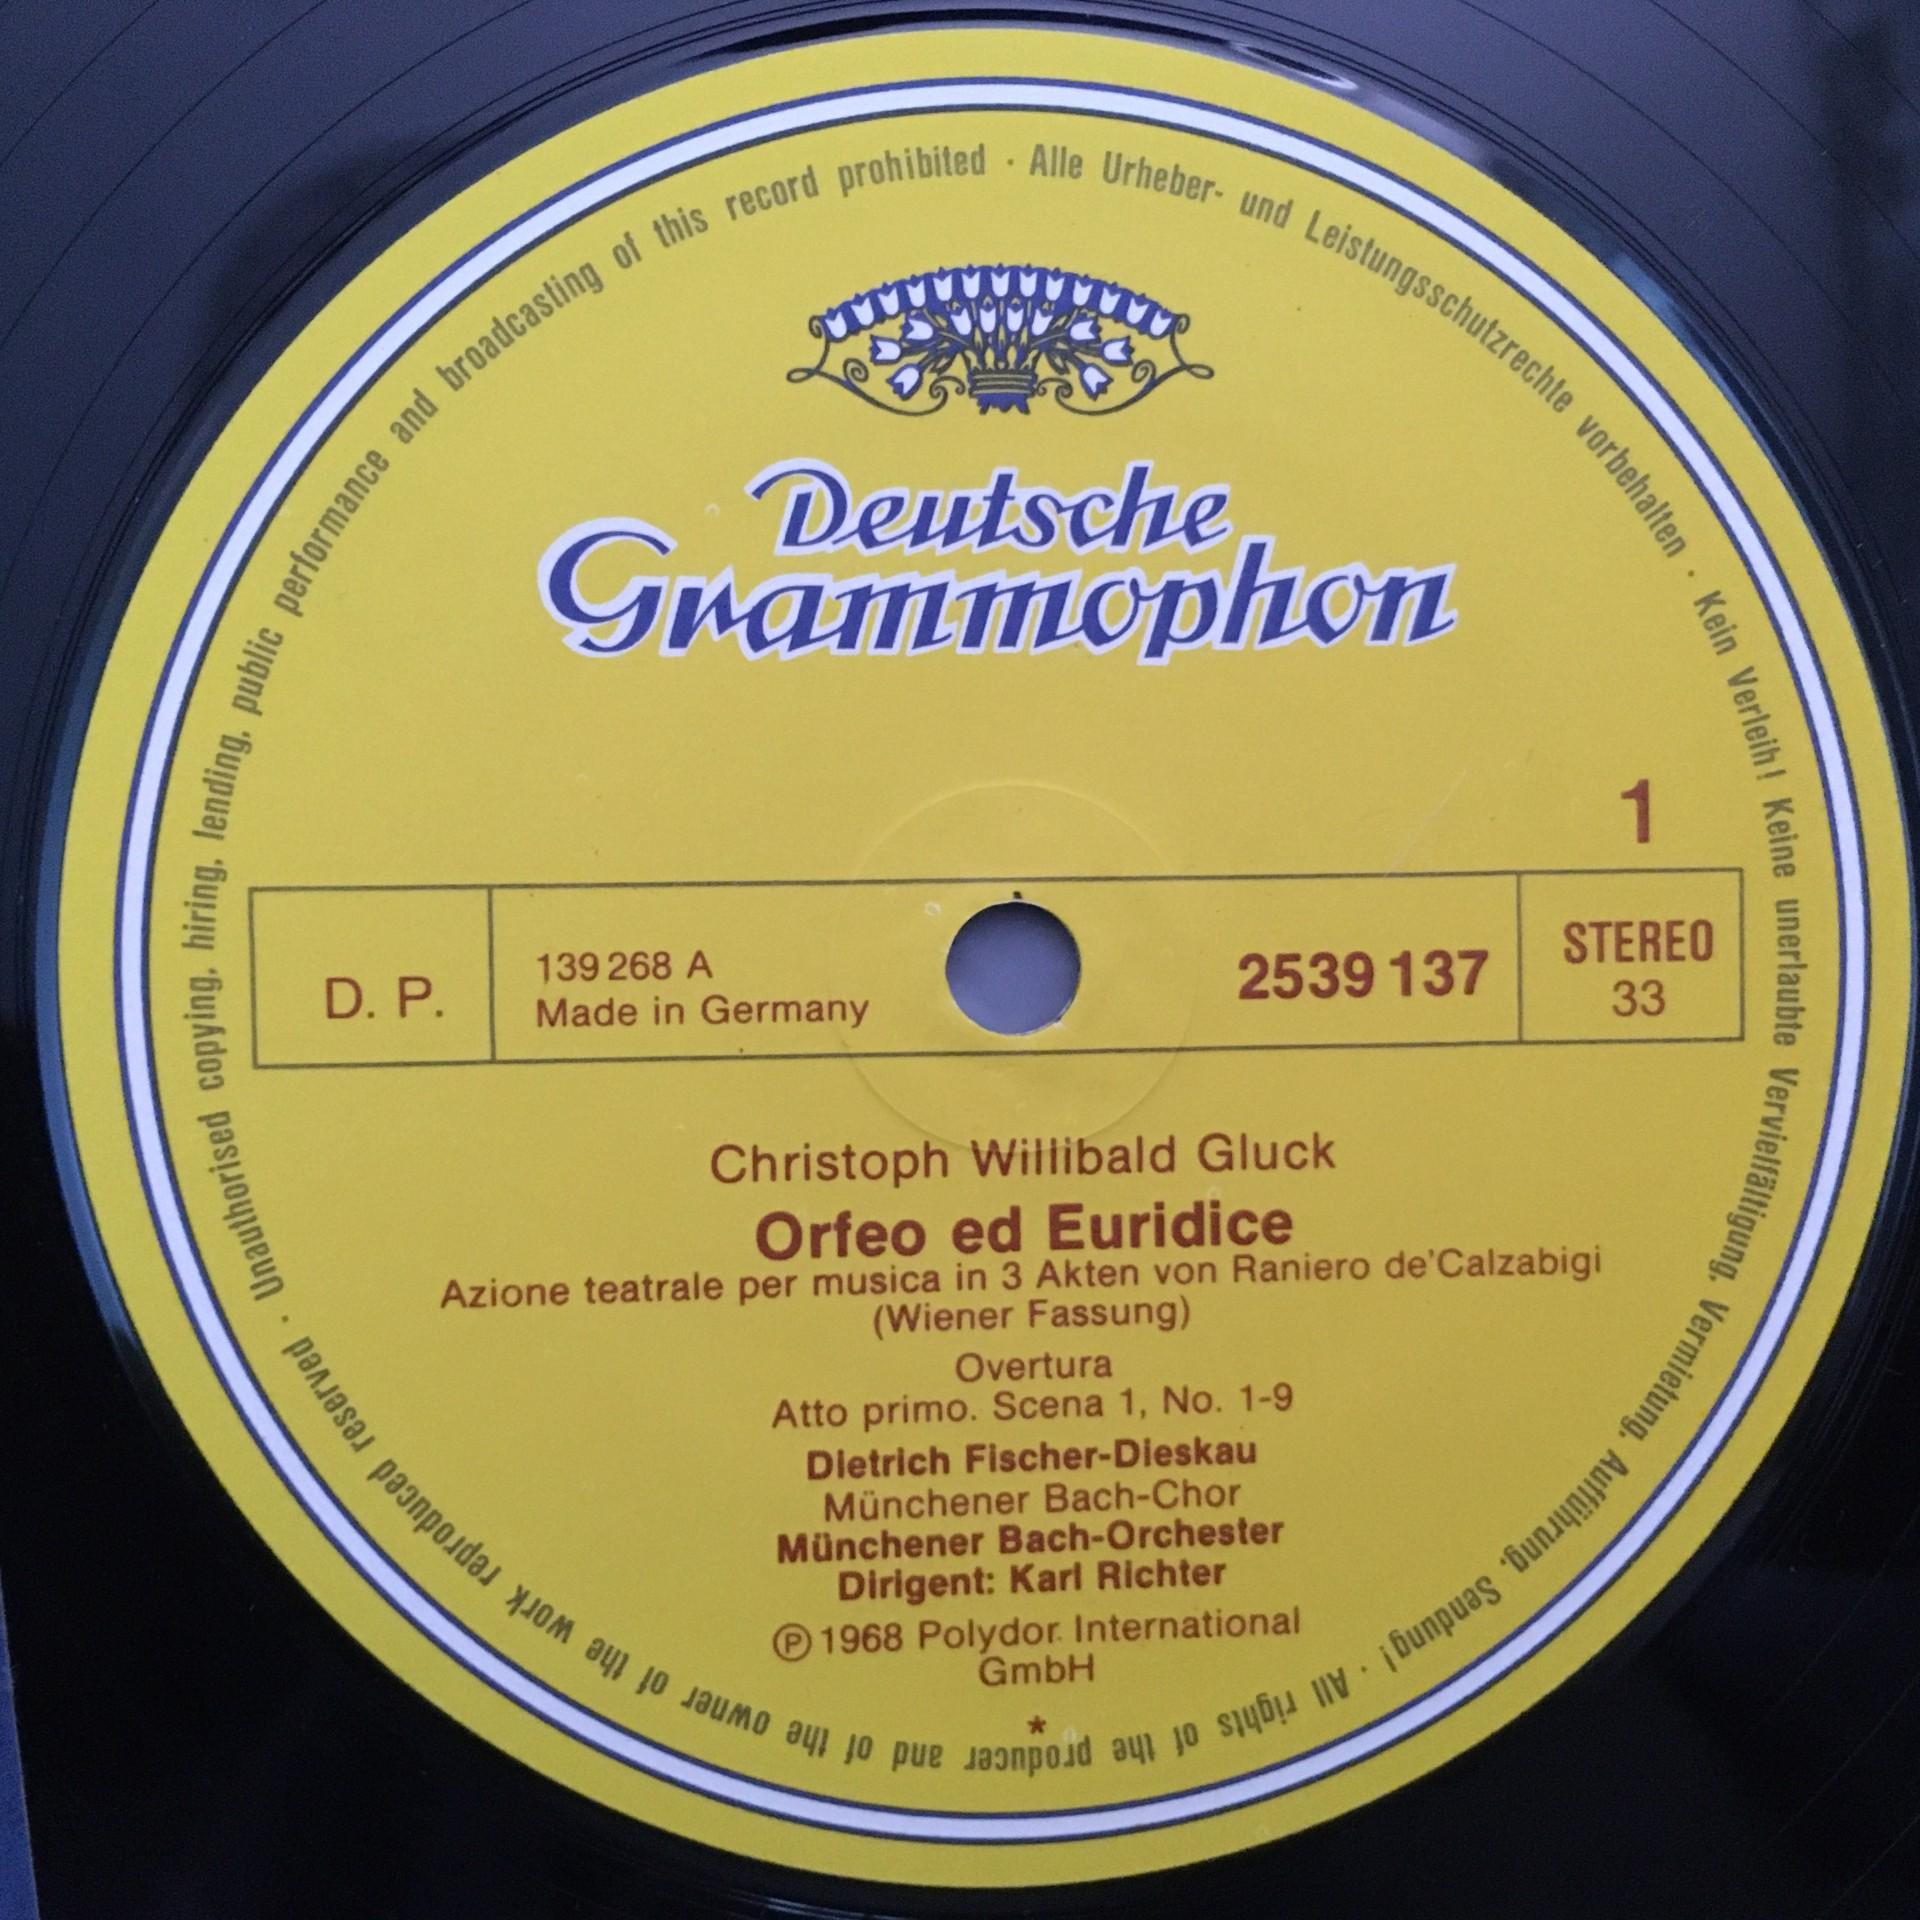 Deutsche
Grammophon
1
D. P.
139 268 A
Made in Germany
2539 137
STEREO
33
Christoph Willibald Gluck
Orfeo ed Euridice
Azione teatrale per musica in 3 Akten von Raniero de'Calzabigi
(Wiener Fassung)
Overtura
Atto primo. Scena 1, No. 1-9
Dietrich Fischer-Dieskau
Münchener Bach-Chor
Münchener Bach-Orchester
Dirigent: Karl Richter
℗ 1968 Polydor International
GmbH
*
Alle Urheber- und Leistungsschutzrechte vorbehalten · Kein Verleih! Keine unerlaubte Vervielfältigung, Vermietung, Aufführung, Sendung! · All rights of the producer and of the owner of the work reproduced reserved · Unauthorised copying, hiring, lending, public performance and broadcasting of this record prohibited ·